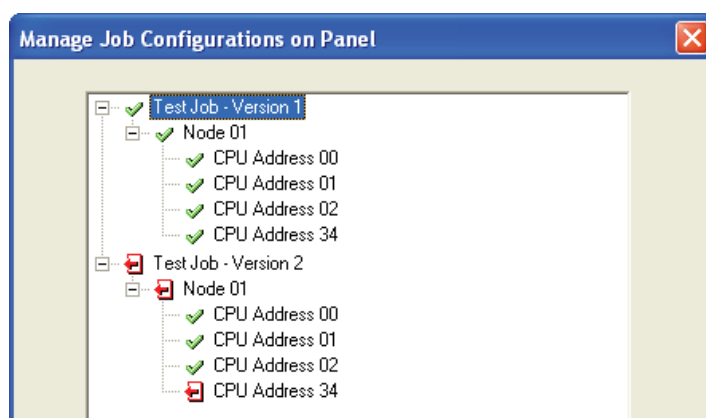 Manage Job Configurations on Panel
Test Job - Version 1
Node 01
CPU Address 00
CPU Address 01
CPU Address 02
CPU Address 34
Test Job - Version 2
Node 01
CPU Address 00
CPU Address 01
CPU Address 02
CPU Address 34